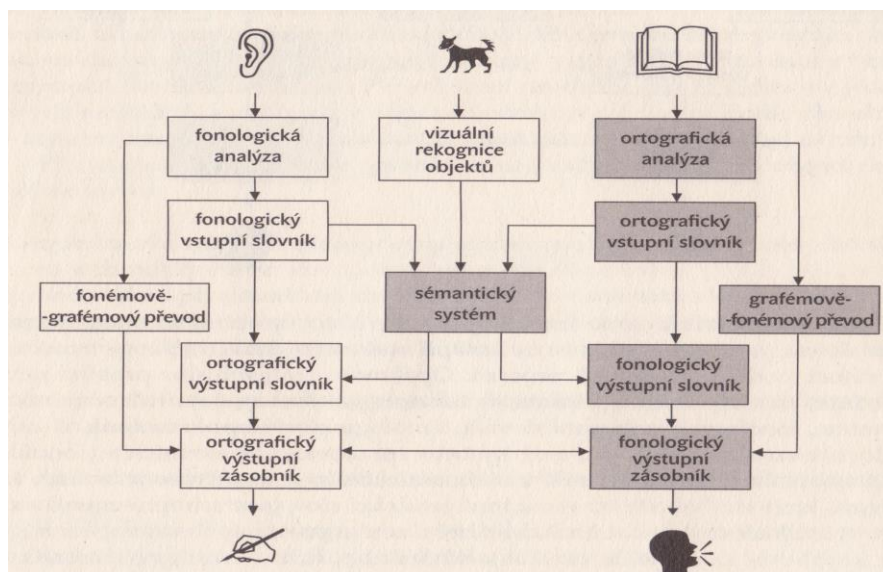 fonologická
analýza
vizuální
rekognice
objektů
ortografická
analýza
fonologický
vstupní slovník
ortografický
vstupní slovník
fonémově-
-grafémový převod
sémantický
systém
grafémově-
-fonémový převod
ortografický
výstupní slovník
fonologický
výstupní slovník
ortografický
výstupní
zásobník
fonologický
výstupní
zásobník